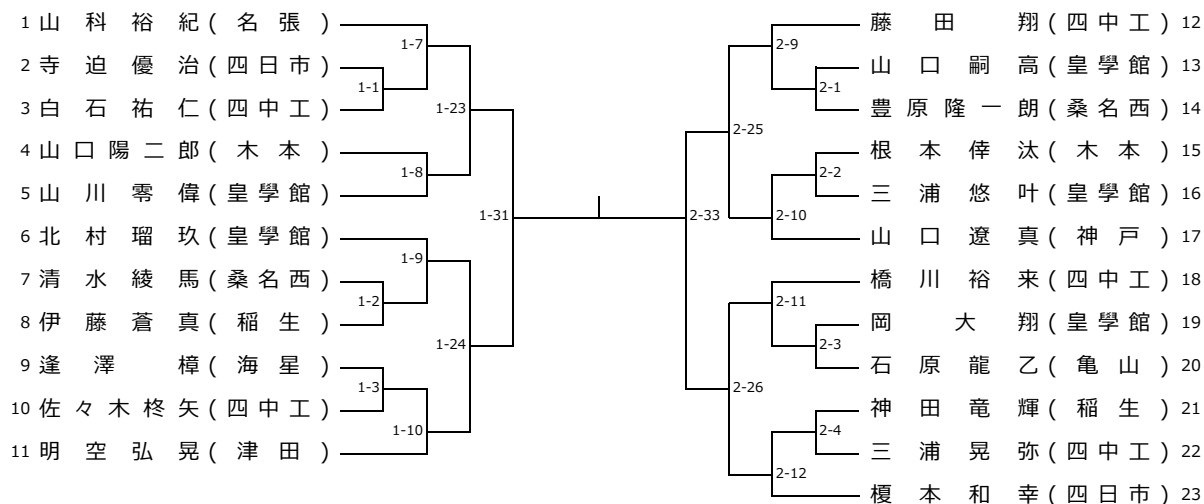 1 山科裕紀(名張)
2 寺迫優治(四日市)
3 白石祐仁(四中工)
4 山口陽二郎(木本)
5 山川零偉(皇學館)
6 北村瑠玖(皇學館)
7 清水綾馬(桑名西)
8 伊藤蒼真(稲生)
9 逢澤樟(海星)
10 佐々木柊矢(四中工)
11 明空弘晃(津田)
1-7
1-1
1-23
1-8
1-31
1-9
1-2
1-24
1-3
1-10
2-9
2-1
2-25
2-2
2-33
2-10
2-11
2-3
2-26
2-4
2-12
藤田翔(四中工) 12
山口嗣高(皇學館) 13
豊原隆一朗(桑名西) 14
根本倖汰(木本) 15
三浦悠叶(皇學館) 16
山口遼真(神戸) 17
橋川裕来(四中工) 18
岡大翔(皇學館) 19
石原龍乙(亀山) 20
神田竜輝(稲生) 21
三浦晃弥(四中工) 22
榎本和幸(四日市) 23